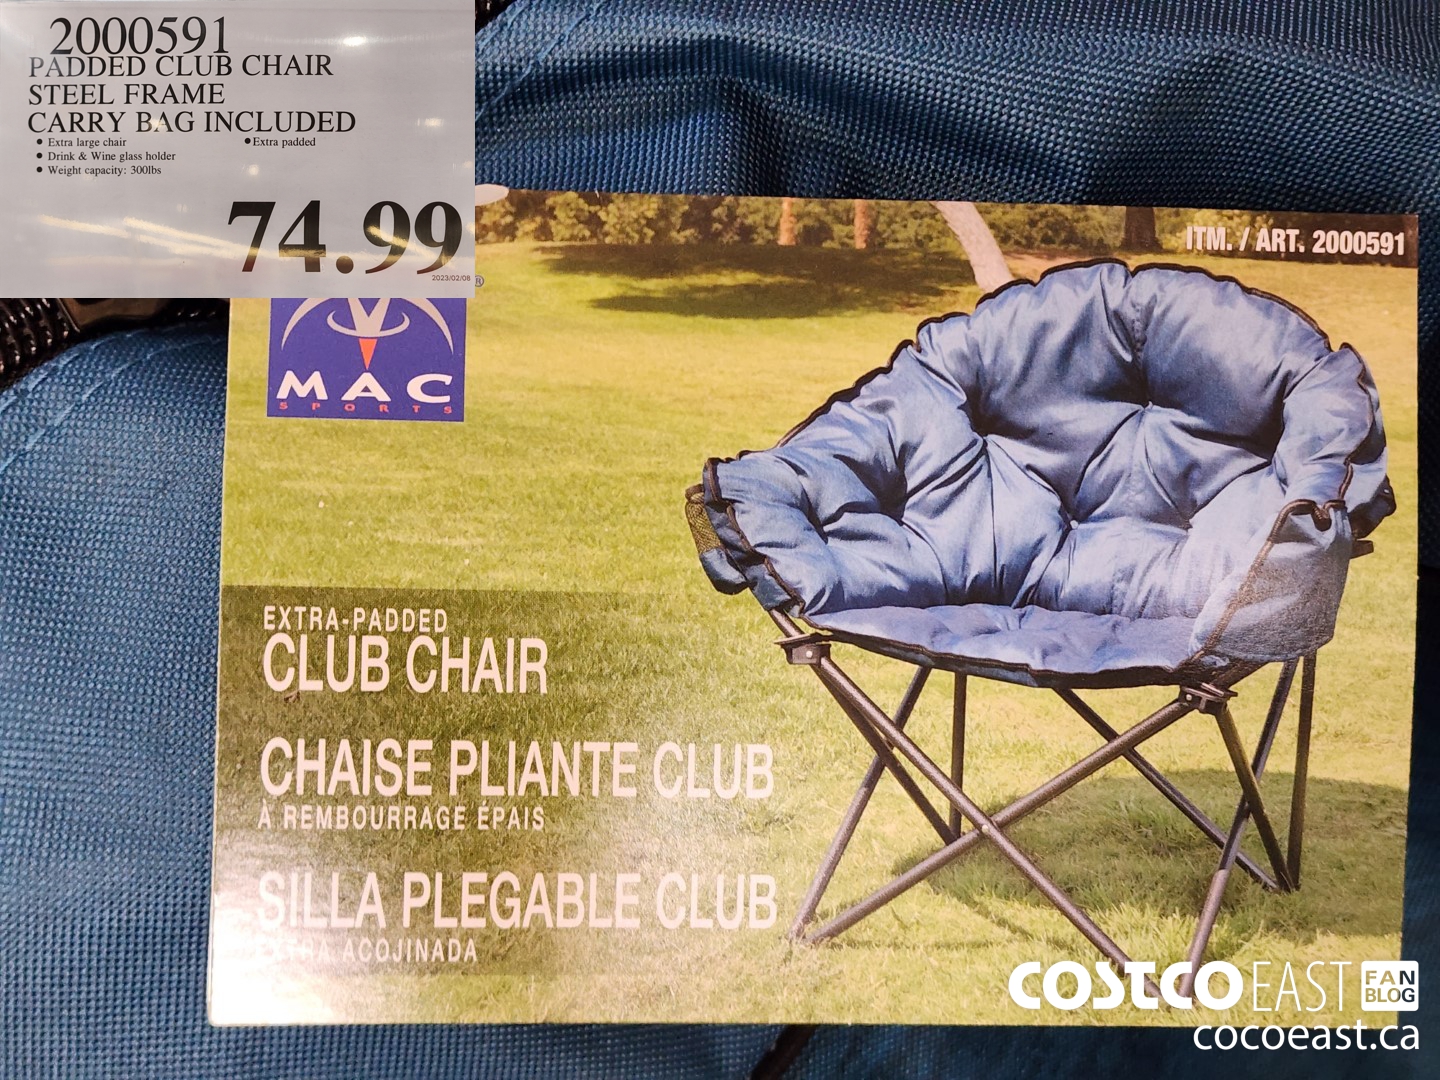 2000591
PADDED CLUB CHAIR
STEEL FRAME
CARRY BAG INCLUDED
• Extra large chair
• Extra padded
• Drink & Wine glass holder
• Weight capacity: 300lbs
74.99
2023/02/08
®
ITM. / ART. 2000591
MAC
SPORTS
EXTRA-PADDED
CLUB CHAIR
CHAISE PLIANTE CLUB
À REMBOURRAGE ÉPAIS
SILLA PLEGABLE CLUB
EXTRA ACOJINADA
COSTCO EAST FAN BLOG
cocoeast.ca